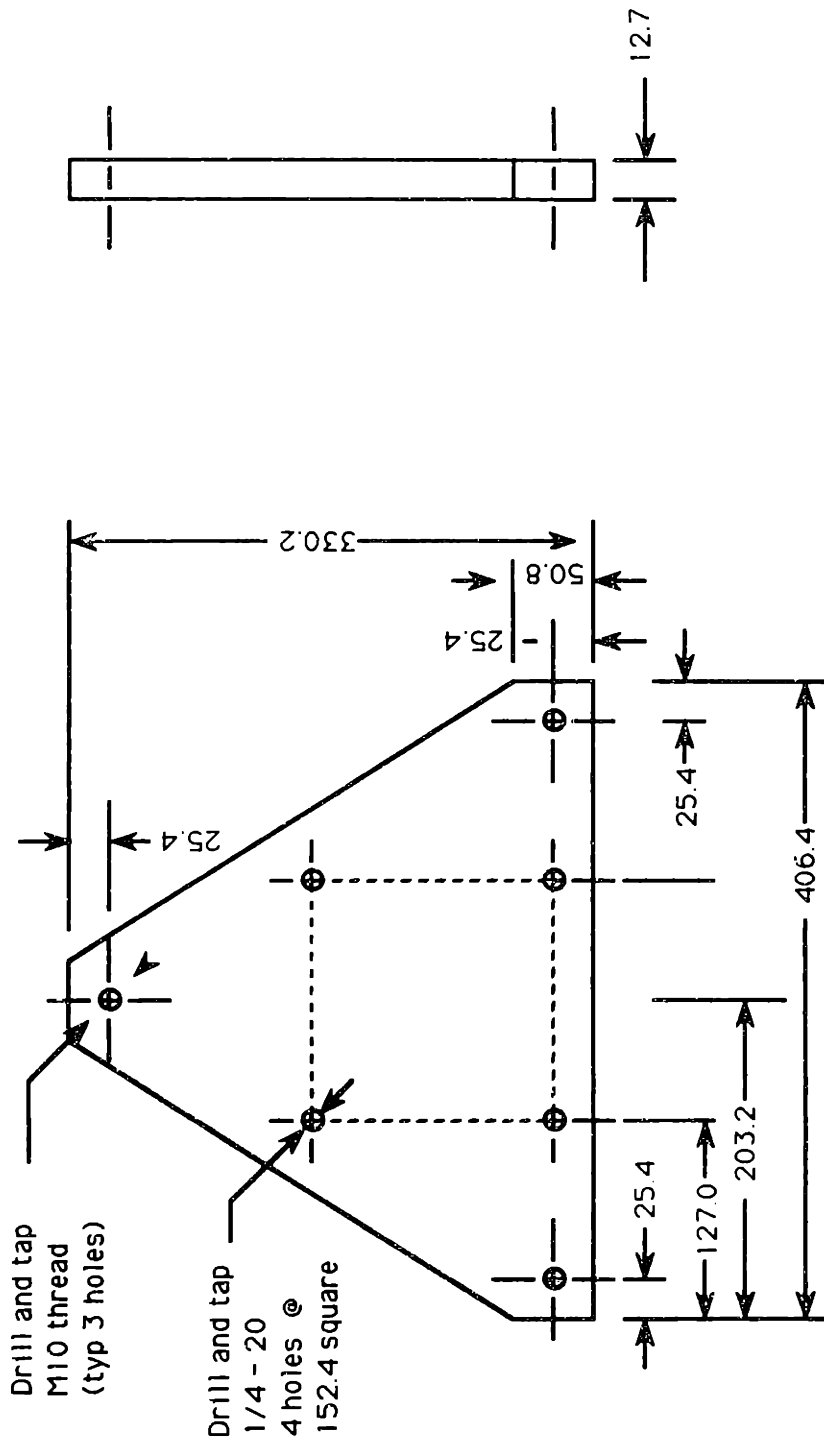 Drill and tap
M10 thread
(typ 3 holes)
Drill and tap
1/4 - 20
4 holes @
152.4 square
25.4
330.2
25.4
50.8
12.7
25.4
127.0
203.2
25.4
406.4